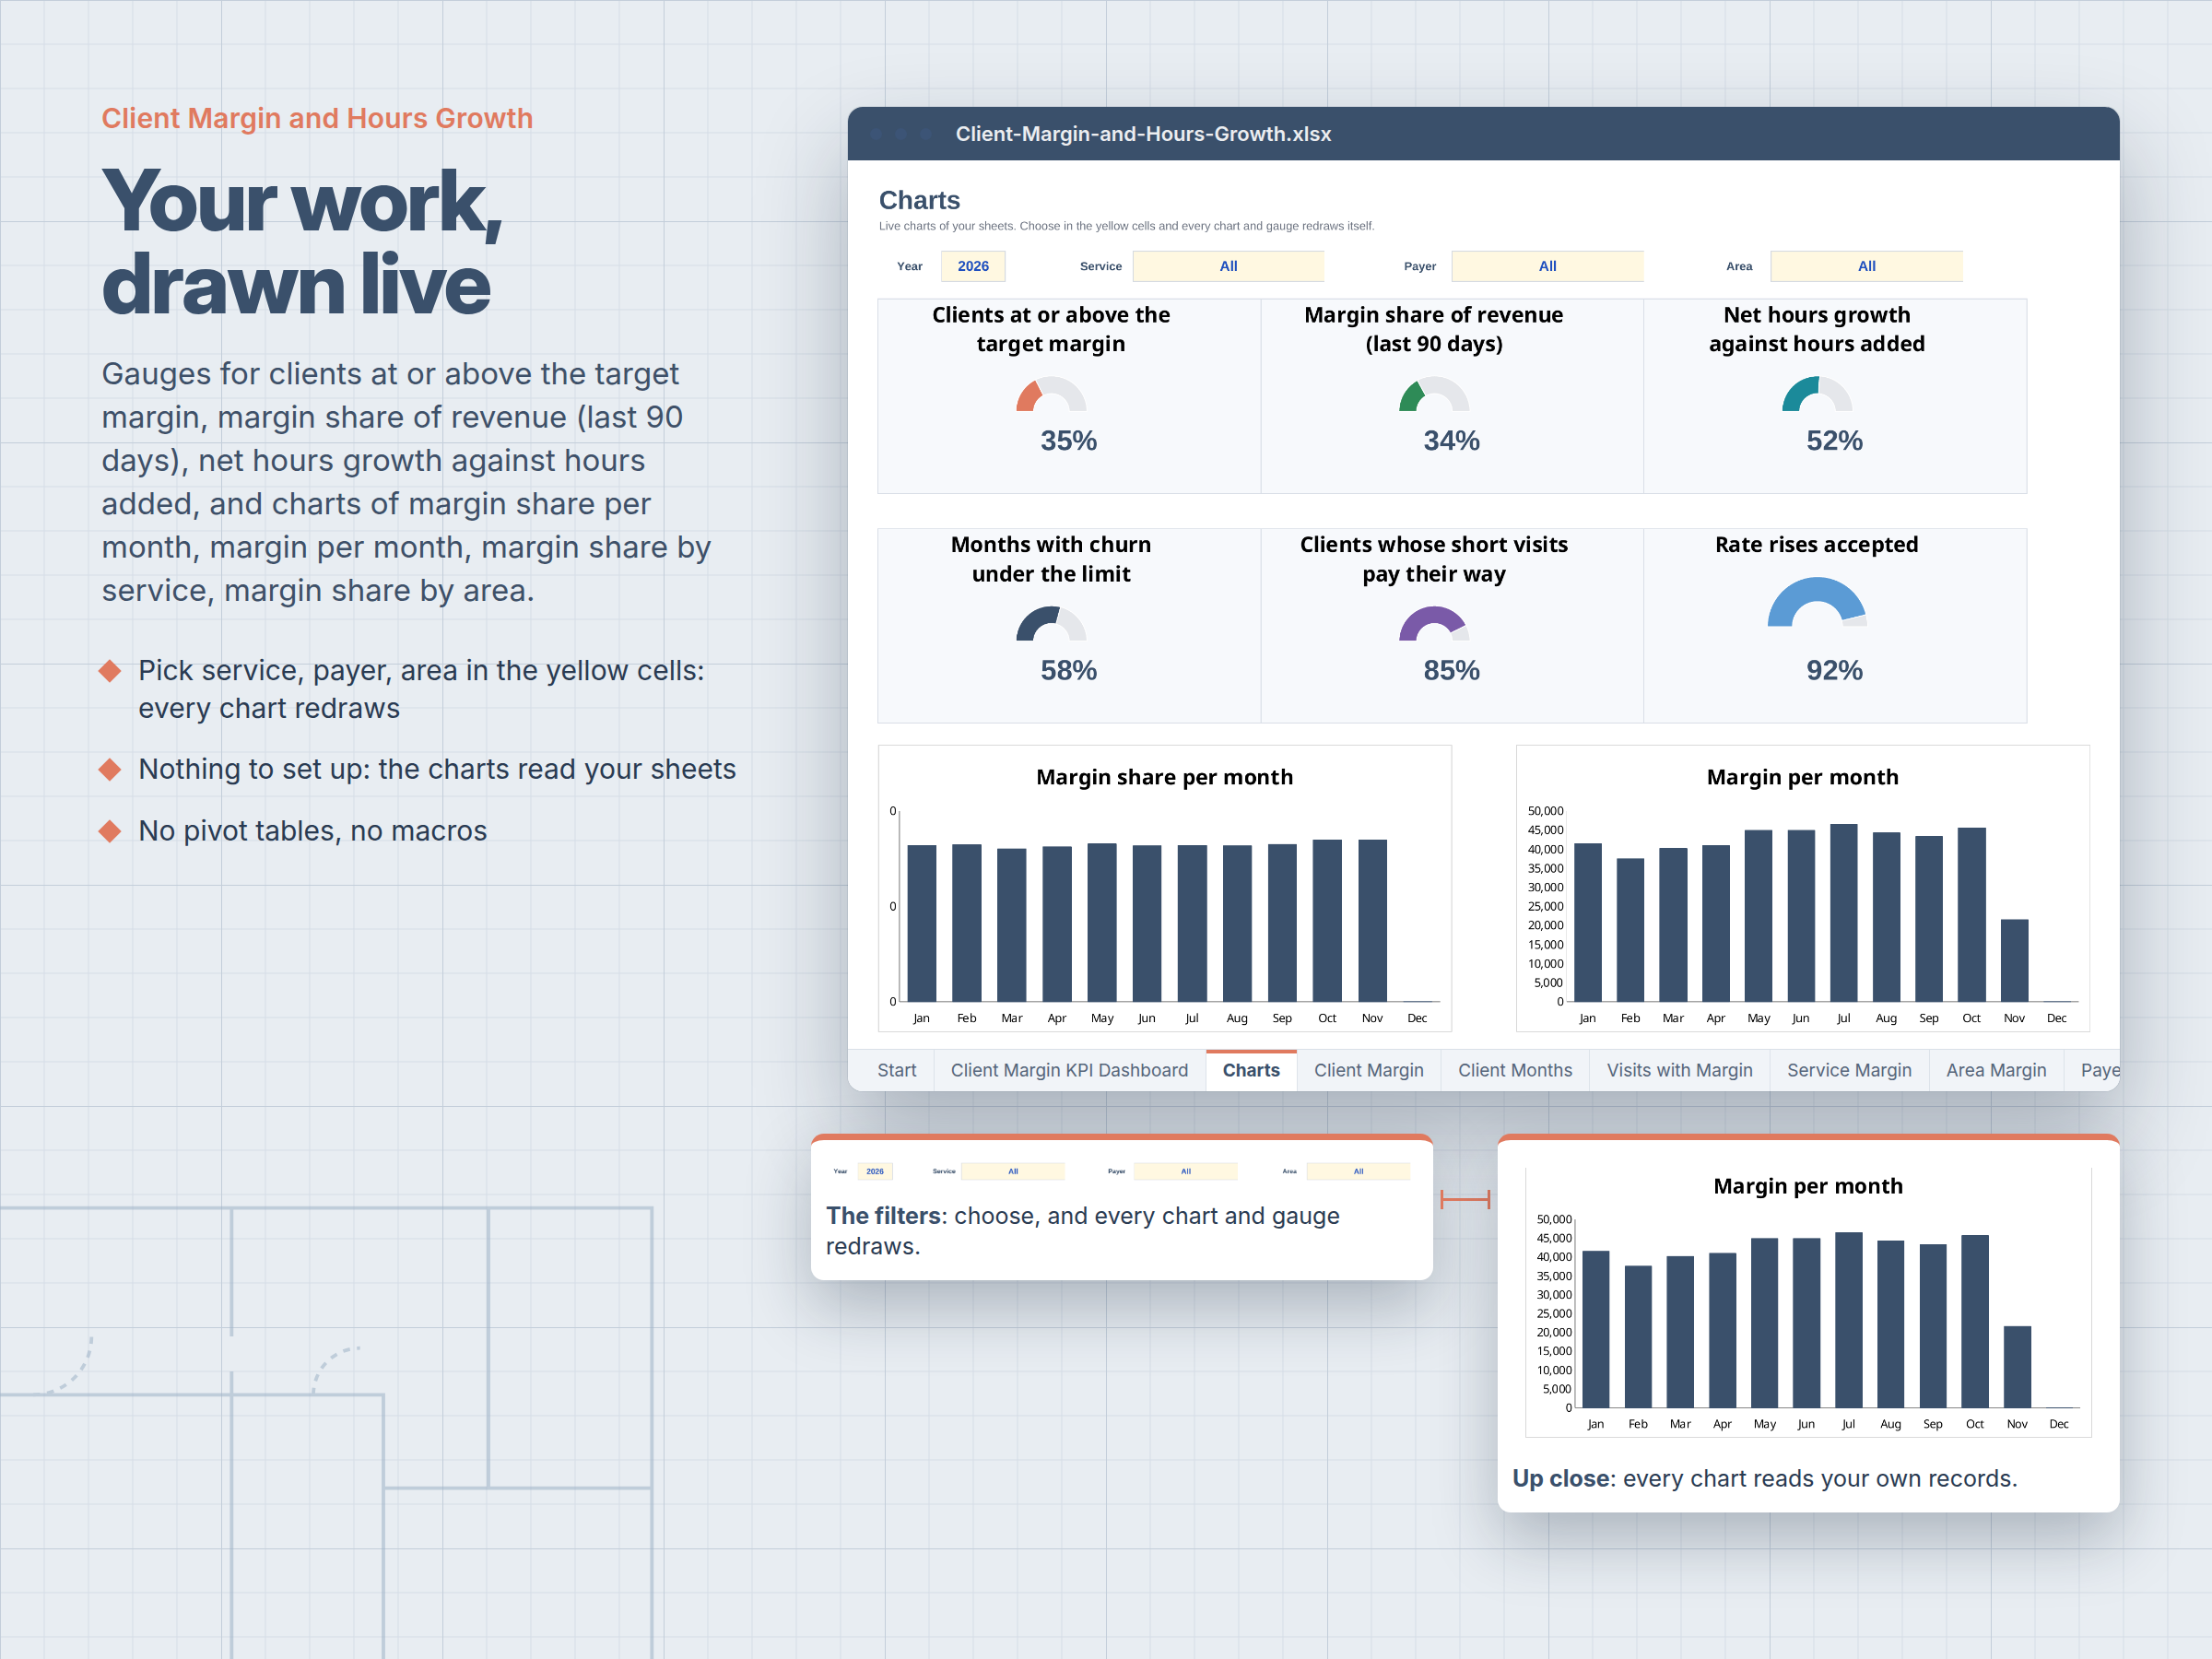 Client Margin and Hours Growth
Your work,
drawn live
Gauges for clients at or above the target
margin, margin share of revenue (last 90
days), net hours growth against hours
added, and charts of margin share per
month, margin per month, margin share by
service, margin share by area.
Pick service, payer, area in the yellow cells:
every chart redraws
Nothing to set up: the charts read your sheets
No pivot tables, no macros
Client-Margin-and-Hours-Growth.xlsx
Charts
Live charts of your sheets. Choose in the yellow cells and every chart and gauge redraws itself.
Year 2026 Service All Payer All Area All
Clients at or above the
target margin
35%
Margin share of revenue
(last 90 days)
34%
Net hours growth
against hours added
52%
Months with churn
under the limit
58%
Clients whose short visits
pay their way
85%
Rate rises accepted
92%
Margin share per month
0
0
0
Jan Feb Mar Apr May Jun Jul Aug Sep Oct Nov Dec
Margin per month
50,000
45,000
40,000
35,000
30,000
25,000
20,000
15,000
10,000
5,000
0
Jan Feb Mar Apr May Jun Jul Aug Sep Oct Nov Dec
Start Client Margin KPI Dashboard Charts Client Margin Client Months Visits with Margin Service Margin Area Margin Paye
Year 2026 Service All Payer All Area All
The filters: choose, and every chart and gauge
redraws.
Margin per month
50,000
45,000
40,000
35,000
30,000
25,000
20,000
15,000
10,000
5,000
0
Jan Feb Mar Apr May Jun Jul Aug Sep Oct Nov Dec
Up close: every chart reads your own records.